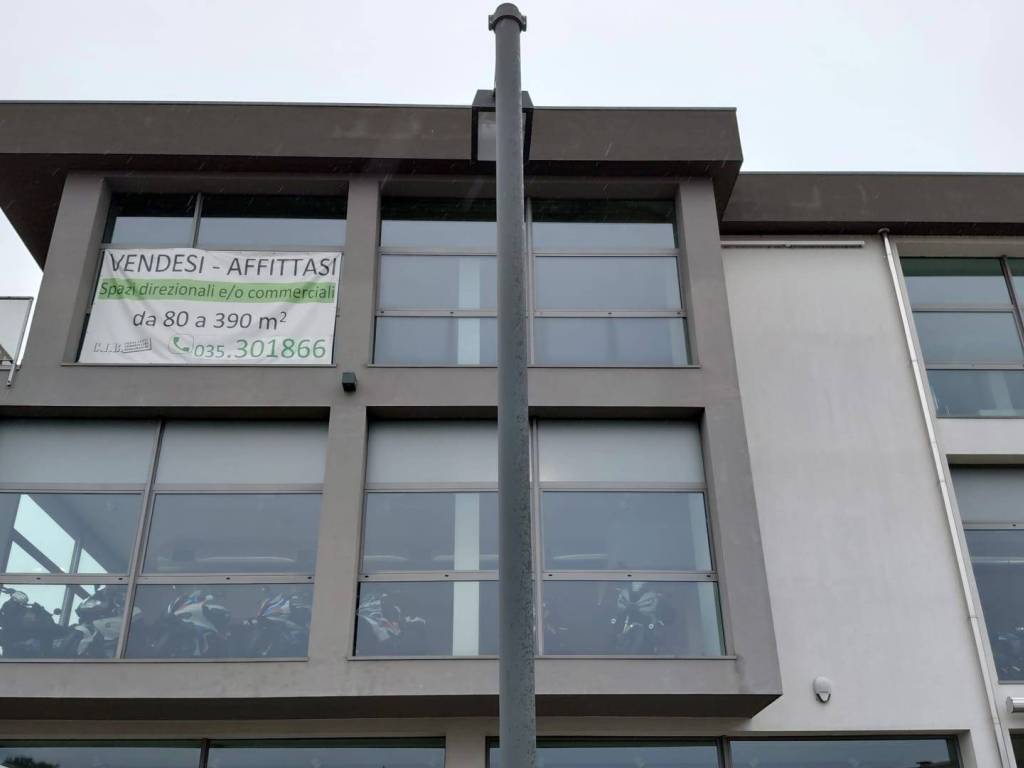 VENDESI - AFFITTASI
Spazi direzionali e/o commerciali
da 80 a 390 m²
C.I.B.
035.301866